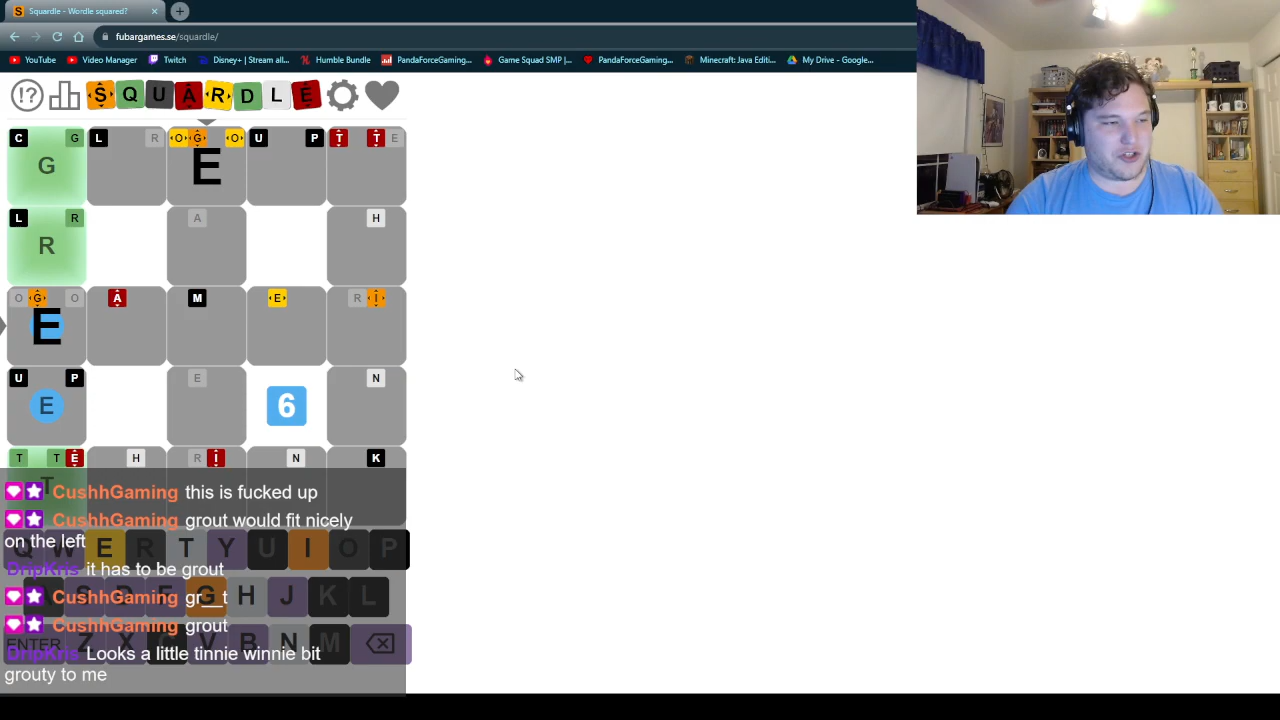 Squardle - Wordle squared?
fubargames.se/squardle/
YouTube Video Manager Twitch Disney+ | Stream all... Humble Bundle PandaForceGaming... Game Squad SMP |... PandaForceGaming... Minecraft: Java Editi... My Drive - Google...
!? S Q U A R D L E
C G L R O G O U P T T E
G E
L R A H
R
O G O A M E R I
E
U P E N
E 6
T T E H R I N K
T
CushhGaming this is fucked up
CushhGaming grout would fit nicely
on the left
DripKris it has to be grout
CushhGaming gr__t
CushhGaming grout
DripKris Looks a little tinnie winnie bit
grouty to me
Q W E R T Y U I O P
A S D F G H J K L
ENTER Z X C V B N M